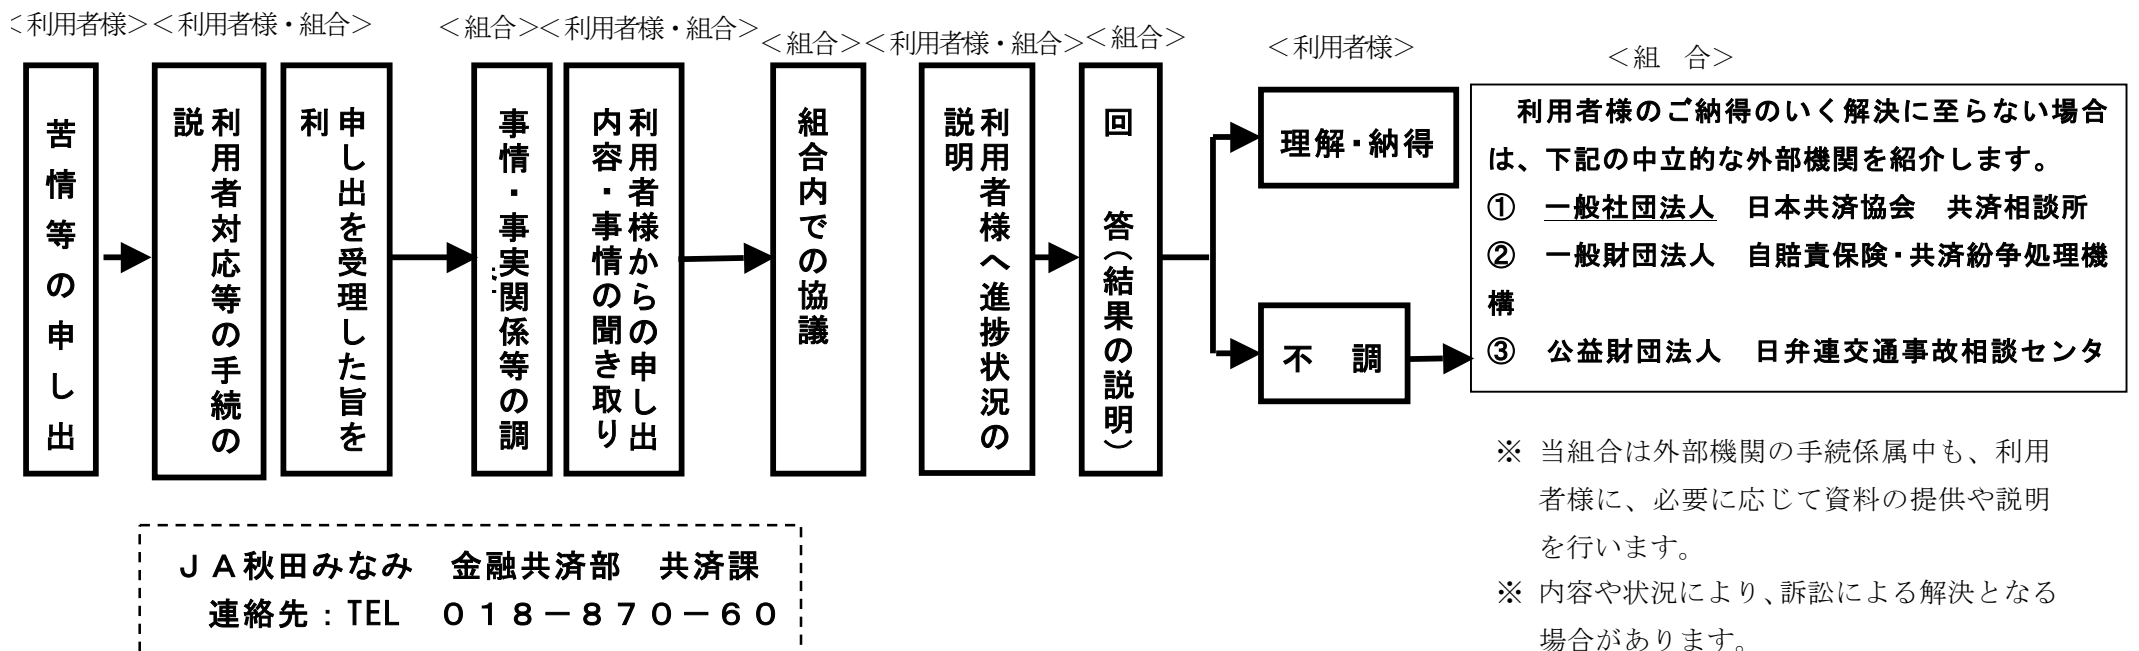 ＜利用者様＞＜利用者様・組合＞
＜組合＞＜利用者様・組合＞
＜組合＞＜利用者様・組合＞＜組合＞
＜利用者様＞
＜組　合＞
苦情等の申し出
利用者対応等の手続の
説
申し出を受理した旨を
利
事情・事実関係等の調
利用者様からの申し出
内容・事情の聞き取り
組合内での協議
利用者様へ進捗状況の
説明
回　答（結果の説明）
理解・納得
不　調
利用者様のご納得のいく解決に至らない場合
は、下記の中立的な外部機関を紹介します。
①　一般社団法人　日本共済協会　共済相談所
②　一般財団法人　自賠責保険・共済紛争処理機
構
③　公益財団法人　日弁連交通事故相談センタ
※ 当組合は外部機関の手続係属中も、利用
者様に、必要に応じて資料の提供や説明
を行います。
※ 内容や状況により、訴訟による解決となる
場合があります。
ＪＡ秋田みなみ　金融共済部　共済課
連絡先：TEL　０１８－８７０－６０